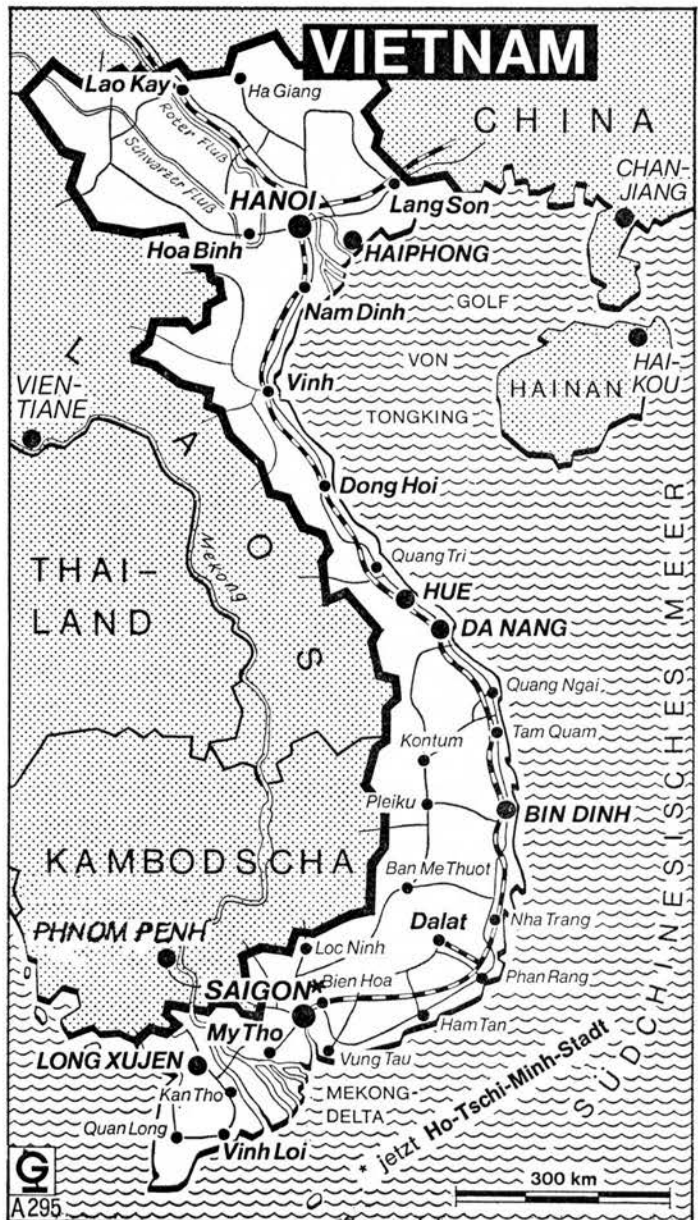 VIETNAM
Lao Kay
Ha Giang
CHINA
Roter Fluß
Schwarzer Fluß
CHAN-
JIANG
HANOI
Lang Son
Hoa Binh
HAIPHONG
Nam Dinh
GOLF
VON
TONGKING
HAI-
KOU
HAINAN
VIEN-
TIANE
LAOS
Vinh
Dong Hoi
Mekong
Quang Tri
THAI-
LAND
HUE
DA NANG
Quang Ngai
Tam Quam
Kontum
Pleiku
BIN DINH
SÜDCHINESISCHES MEER
KAMBODSCHA
Ban Me Thuot
Dalat
Nha Trang
PHNOM PENH
Loc Ninh
Bien Hoa
Phan Rang
SAIGON*
My Tho
Ham Tan
LONG XUJEN
Vung Tau
Kan Tho
MEKONG-
DELTA
Quan Long
Vinh Loi
* jetzt Ho-Tschi-Minh-Stadt
300 km
G
A295